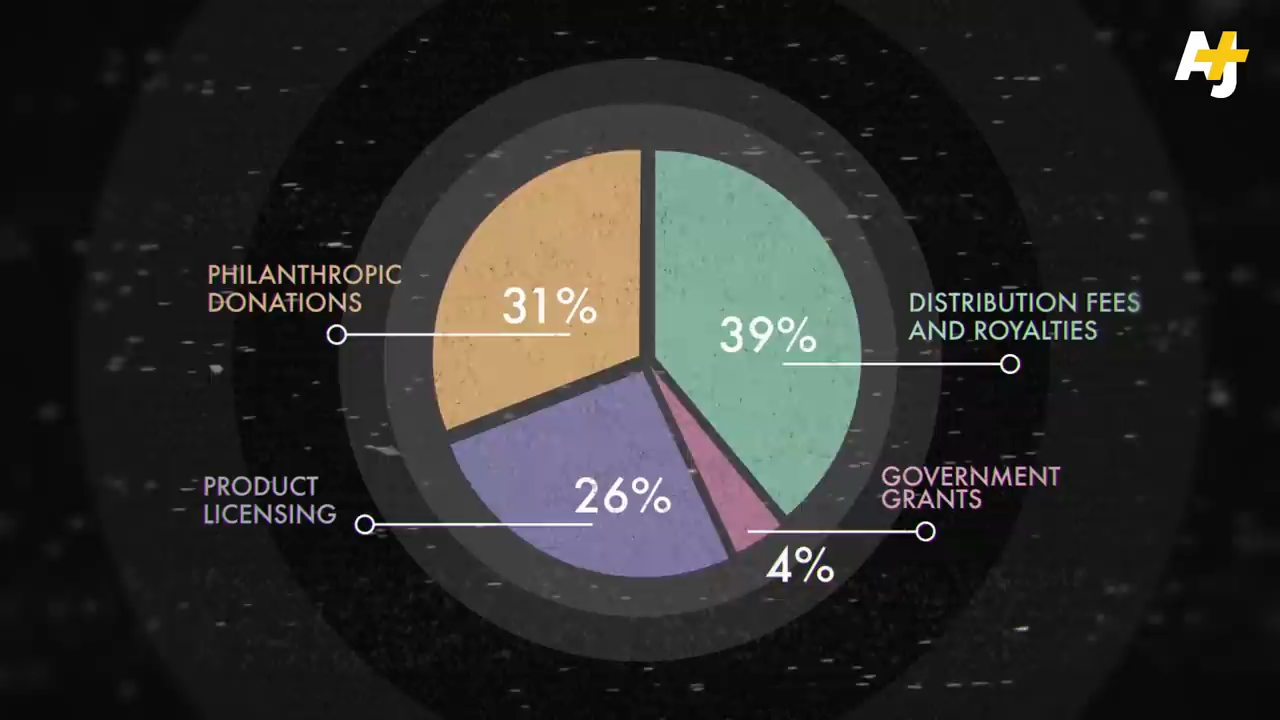 AJ+
PHILANTHROPIC
DONATIONS
31%
39%
DISTRIBUTION FEES
AND ROYALTIES
PRODUCT
LICENSING
26%
GOVERNMENT
GRANTS
4%